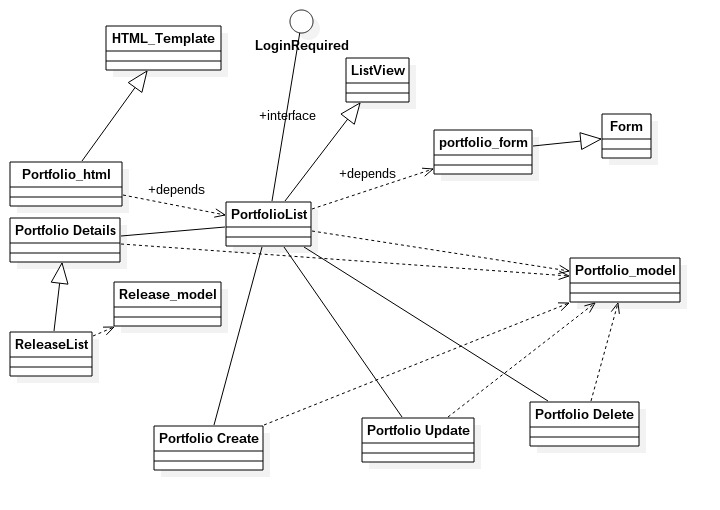 HTML_Template
LoginRequired
ListView
+interface
portfolio_form
Form
Portfolio_html
+depends
+depends
PortfolioList
Portfolio Details
Portfolio_model
Release_model
ReleaseList
Portfolio Create
Portfolio Update
Portfolio Delete